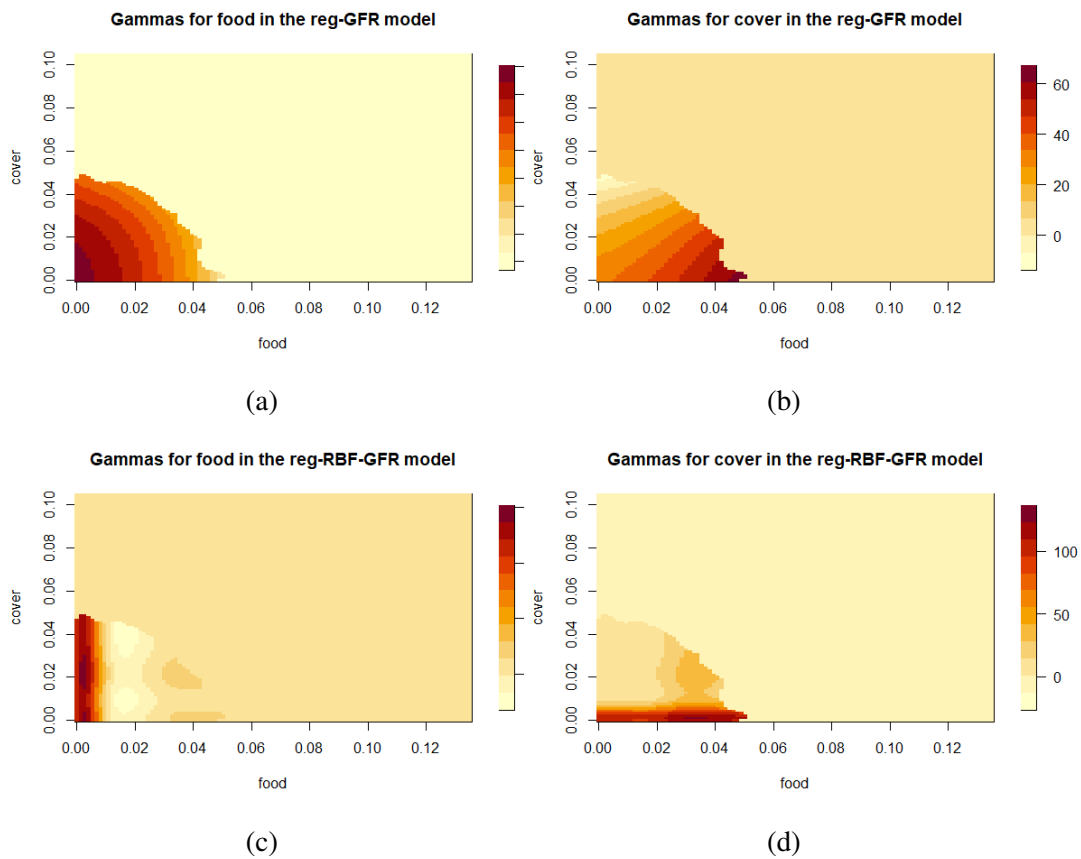 Gammas for food in the reg-GFR model
Gammas for cover in the reg-GFR model
cover
0.00 0.02 0.04 0.06 0.08 0.10
0.00 0.02 0.04 0.06 0.08 0.10 0.12
food
cover
0.00 0.02 0.04 0.06 0.08 0.10
0.00 0.02 0.04 0.06 0.08 0.10 0.12
food
60
40
20
0
(a)
(b)
Gammas for food in the reg-RBF-GFR model
Gammas for cover in the reg-RBF-GFR model
cover
0.00 0.02 0.04 0.06 0.08 0.10
0.00 0.02 0.04 0.06 0.08 0.10 0.12
food
cover
0.00 0.02 0.04 0.06 0.08 0.10
0.00 0.02 0.04 0.06 0.08 0.10 0.12
food
100
50
0
(c)
(d)